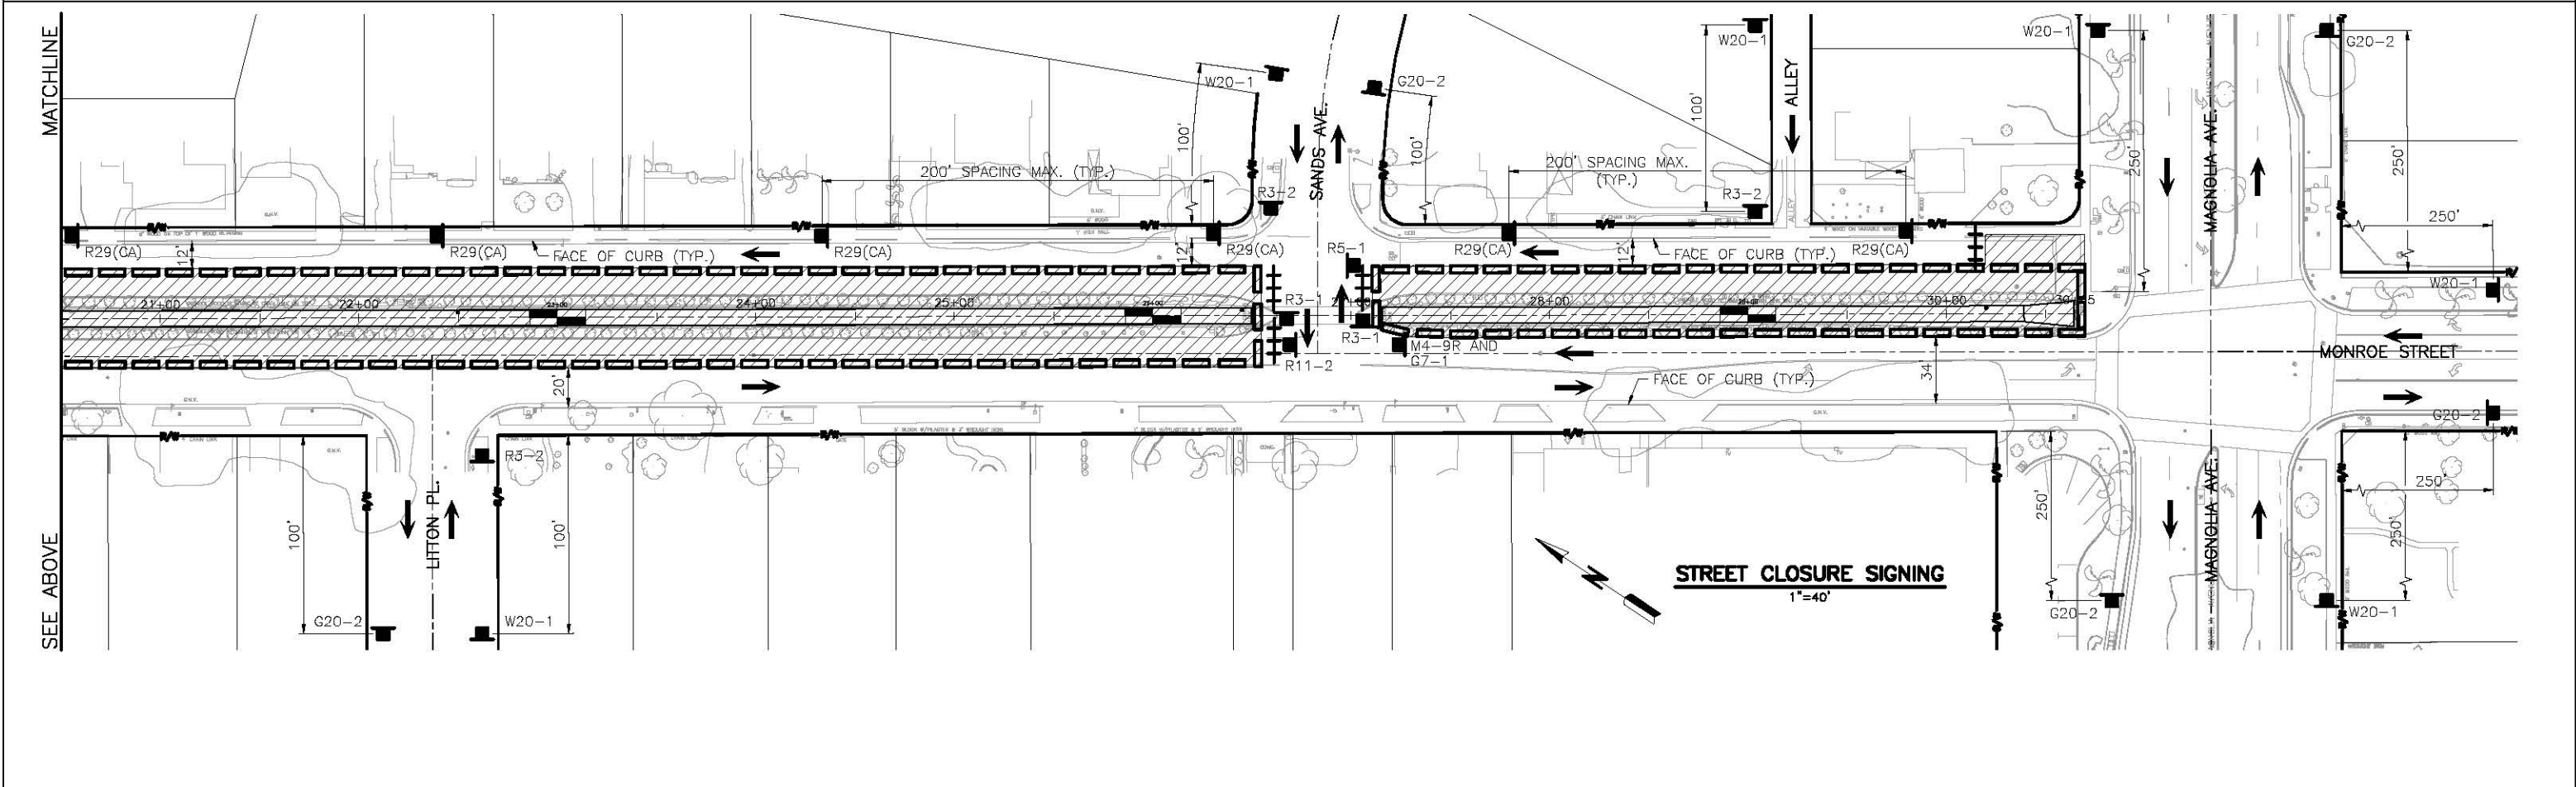 MATCHLINE
SEE ABOVE
W20-1
G20-2
W20-1
W20-1
G20-2
100'
100'
100'
250'
250'
SANDS AVE.
ALLEY
MAGNOLIA AVE.
200' SPACING MAX. (TYP.)
200' SPACING MAX.
(TYP.)
R3-2
R3-2
ALLEY
250'
R29(CA)
R29(CA)
R29(CA)
R29(CA)
R5-1
R29(CA)
R29(CA)
12'
FACE OF CURB (TYP.)
12'
12'
FACE OF CURB (TYP.)
W20-1
21+00
22+00
23+00
24+00
25+00
28+00
30+00
R3-1
R3-1
R11-2
M4-9R AND
G7-1
MONROE STREET
20'
34'
FACE OF CURB (TYP.)
G20-2
R3-2
LITTON PL.
100'
100'
G20-2
W20-1
250'
MAGNOLIA AVE.
250'
250'
G20-2
W20-1
N
STREET CLOSURE SIGNING
1"=40'